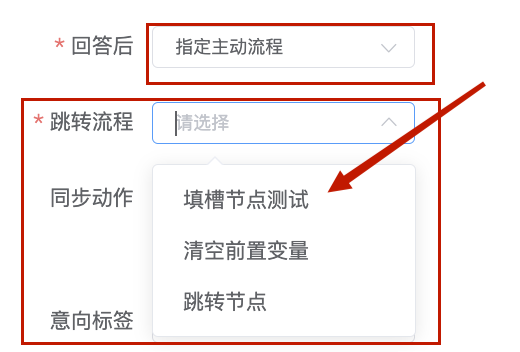 * 回答后 指定主动流程
* 跳转流程 请选择
同步动作
填槽节点测试
清空前置变量
跳转节点
意向标签